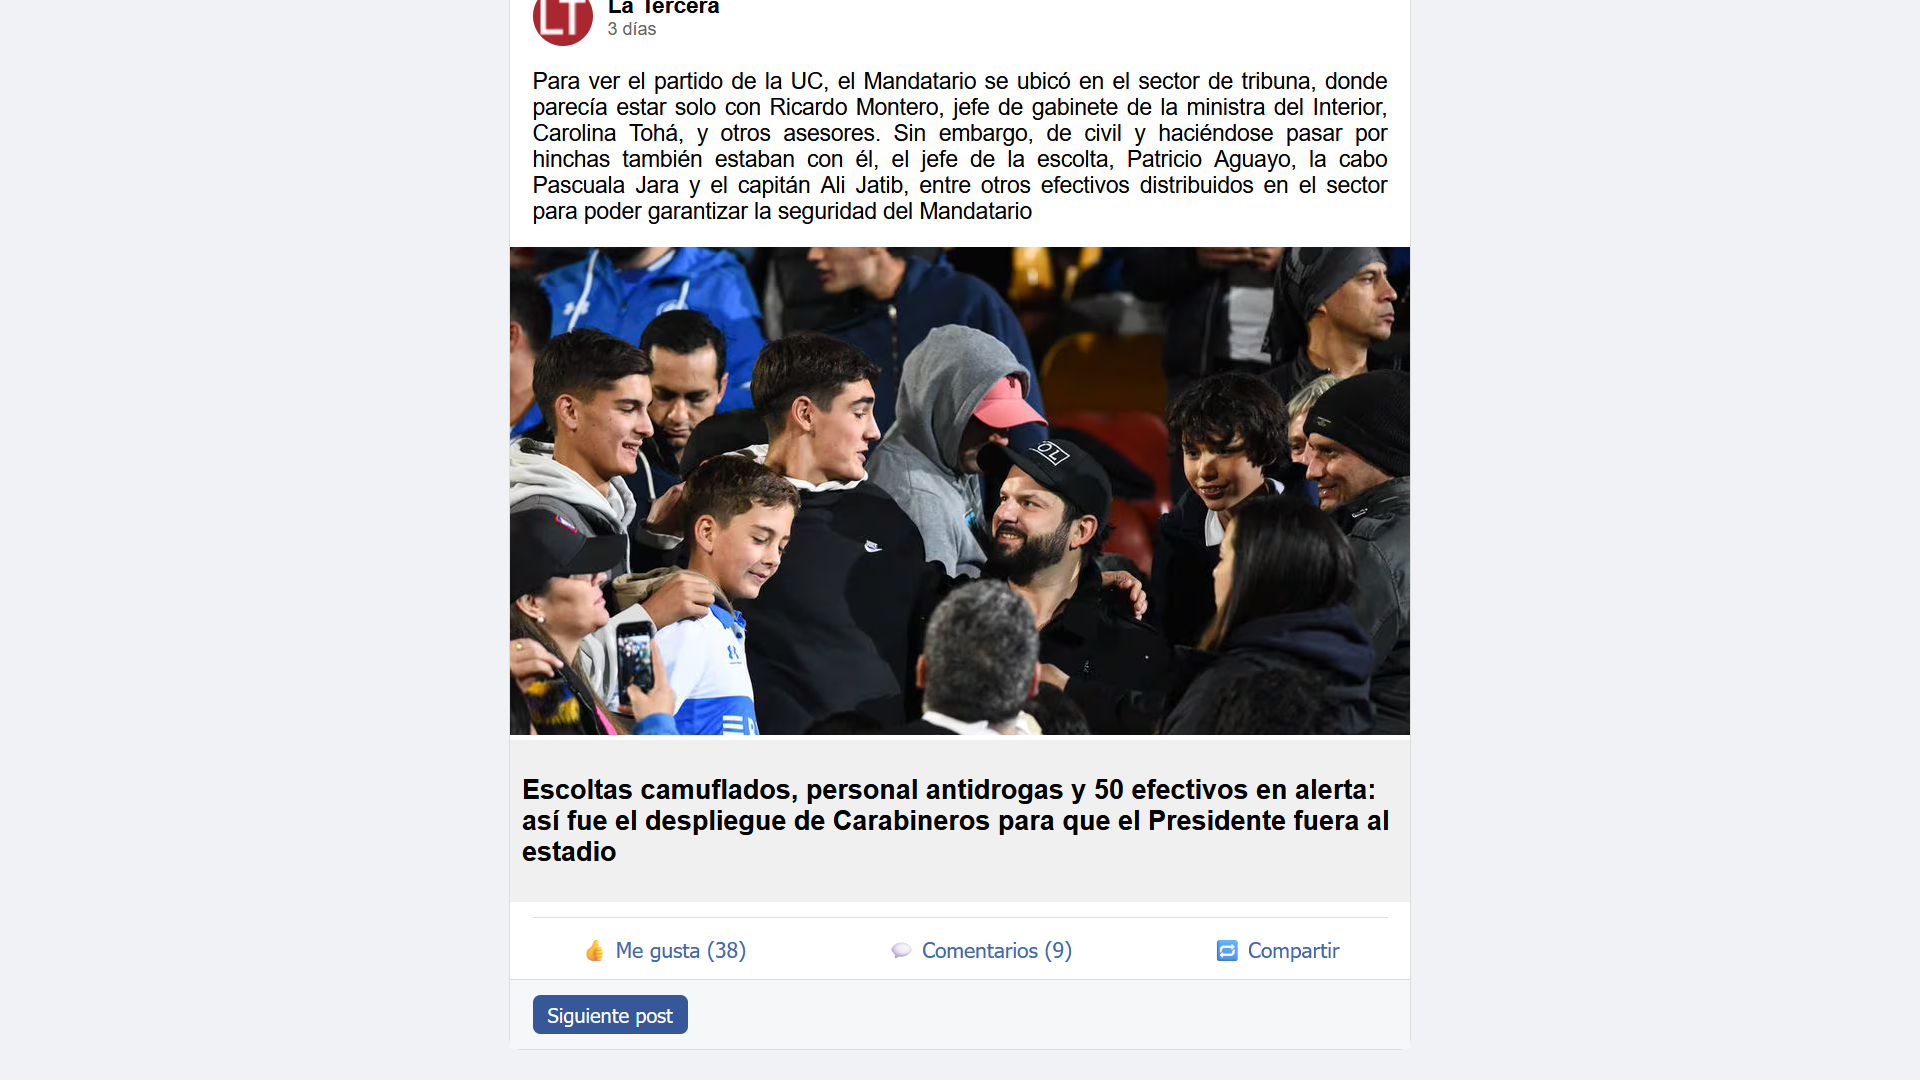 LT
La Tercera
3 días
Para ver el partido de la UC, el Mandatario se ubicó en el sector de tribuna, donde
parecía estar solo con Ricardo Montero, jefe de gabinete de la ministra del Interior,
Carolina Tohá, y otros asesores. Sin embargo, de civil y haciéndose pasar por
hinchas también estaban con él, el jefe de la escolta, Patricio Aguayo, la cabo
Pascuala Jara y el capitán Ali Jatib, entre otros efectivos distribuidos en el sector
para poder garantizar la seguridad del Mandatario
OL
Escoltas camuflados, personal antidrogas y 50 efectivos en alerta:
así fue el despliegue de Carabineros para que el Presidente fuera al
estadio
Me gusta (38)
Comentarios (9)
Compartir
Siguiente post